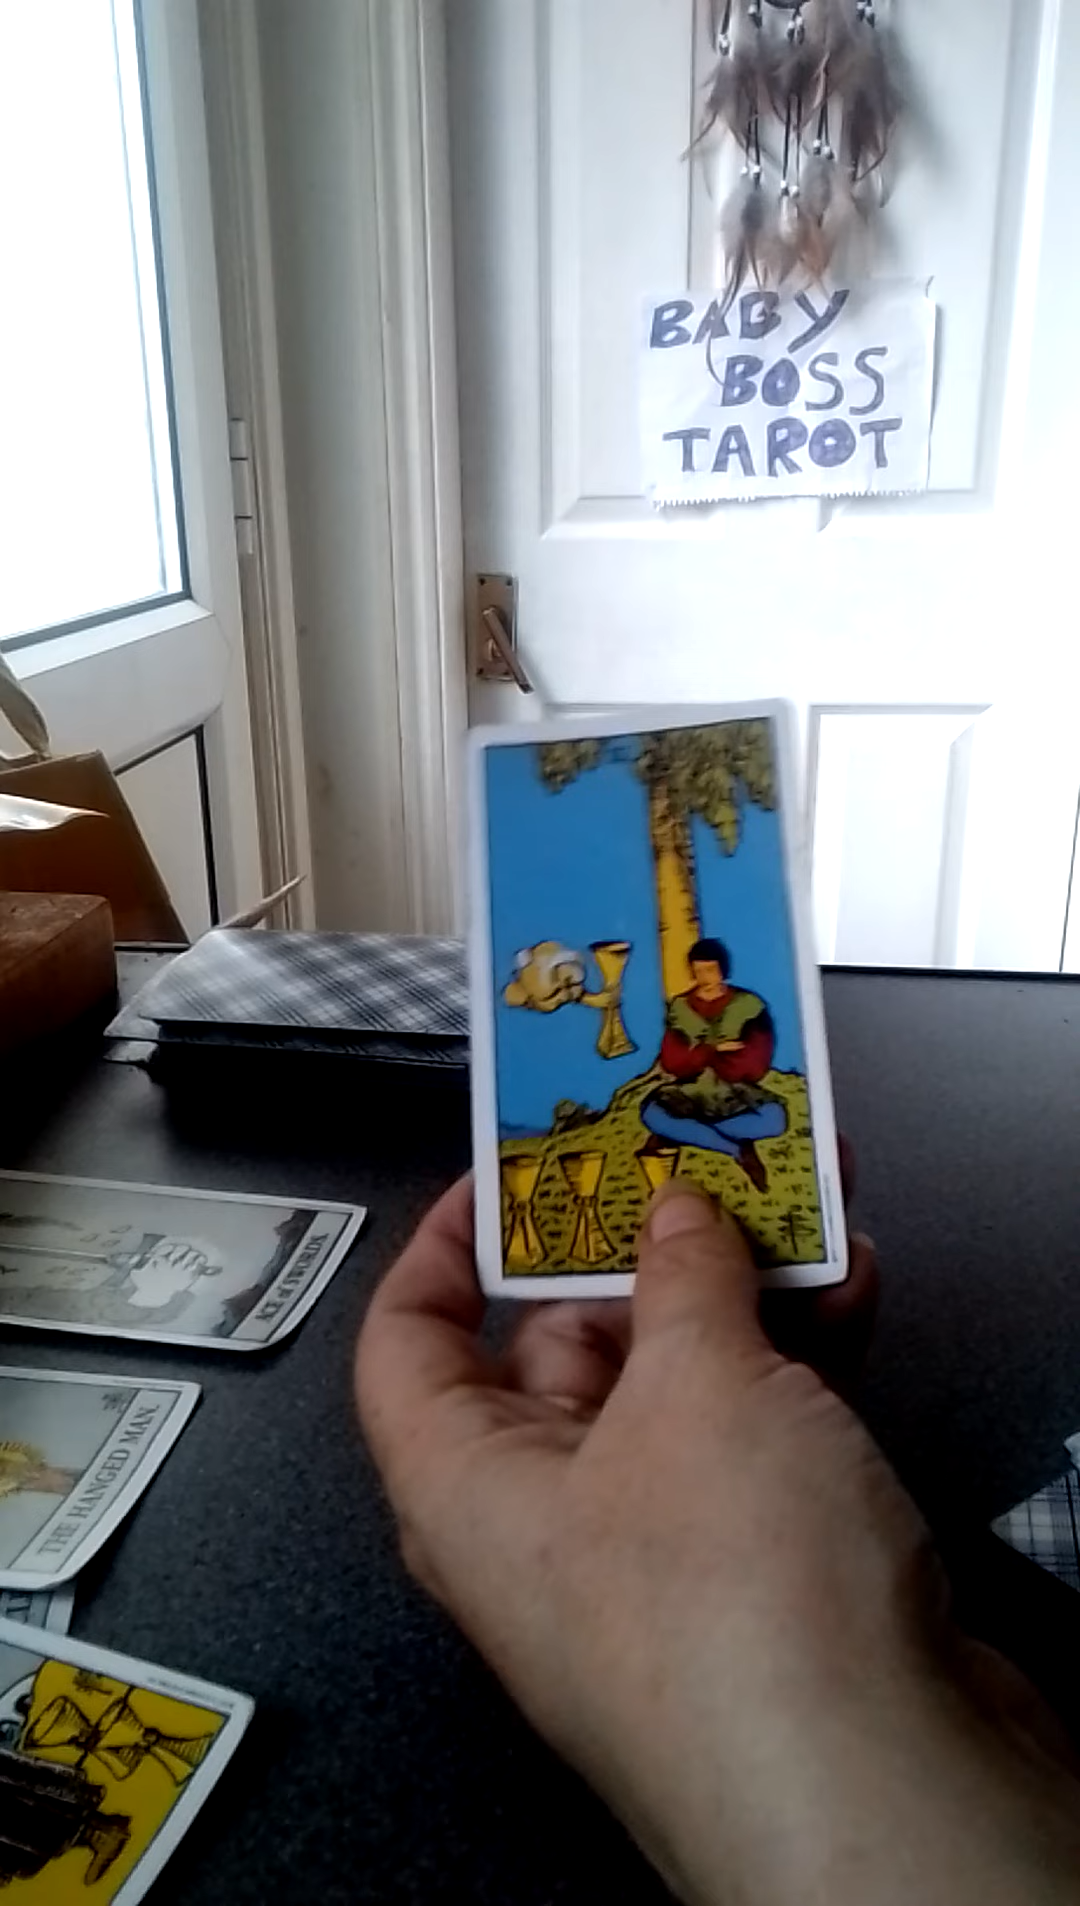 BABY
BOSS
TAROT
ACE of SWORDS.
THE HANGED MAN.